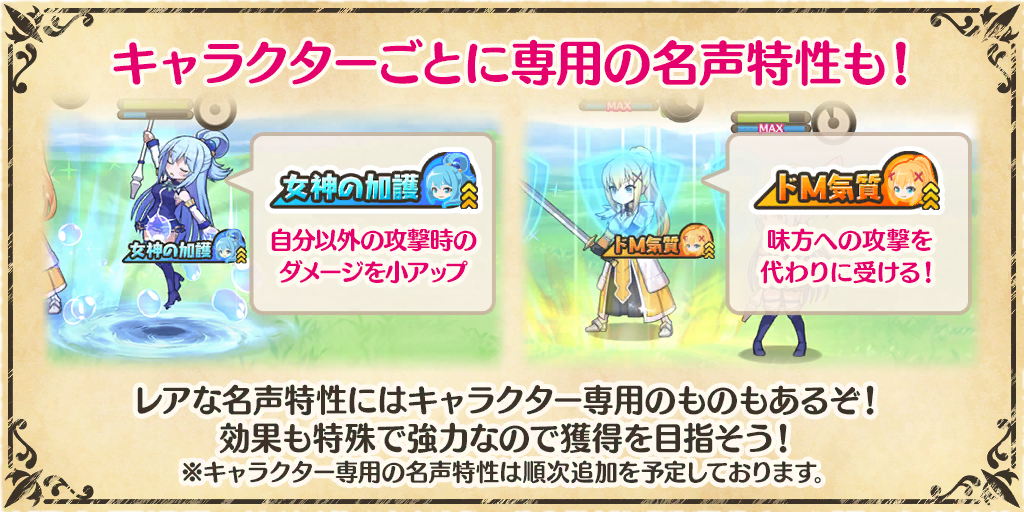 キャラクターごとに専用の名声特性も！
MAX
MAX
女神の加護
自分以外の攻撃時の
ダメージを小アップ
女神の加護
ドM気質
味方への攻撃を
代わりに受ける！
ドM気質
レアな名声特性にはキャラクター専用のものもあるぞ！
効果も特殊で強力なので獲得を目指そう！
※キャラクター専用の名声特性は順次追加を予定しております。